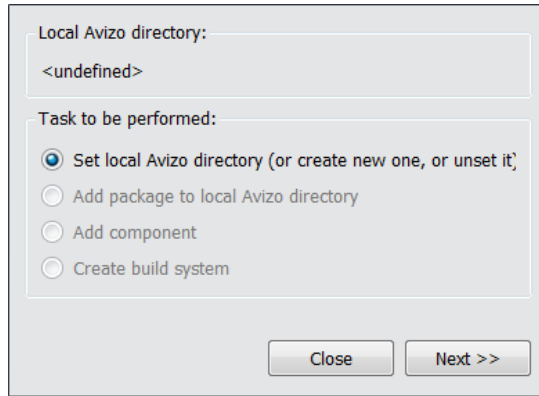 Local Avizo directory:
<undefined>
Task to be performed:
Set local Avizo directory (or create new one, or unset it)
Add package to local Avizo directory
Add component
Create build system
Close
Next >>